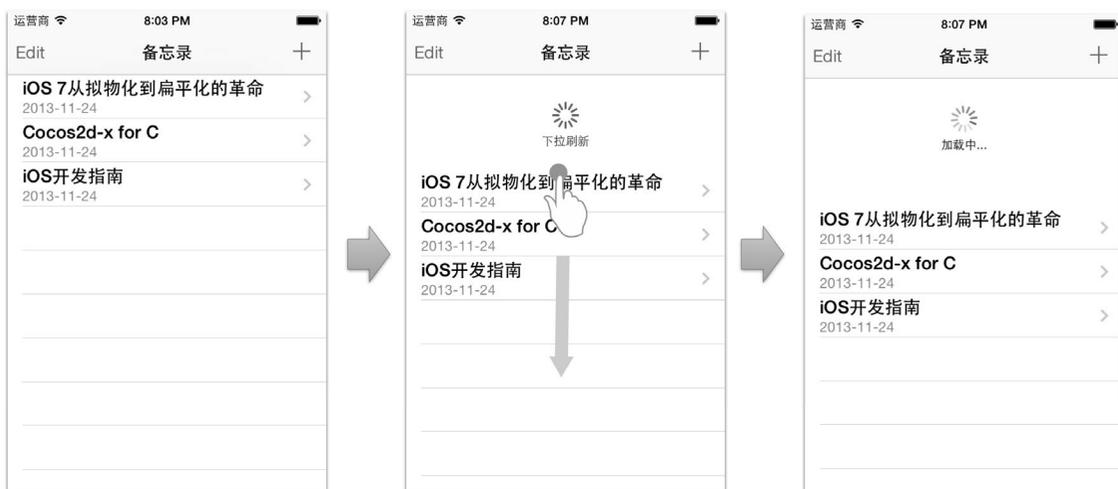 运营商 8:03 PM
Edit 备忘录 +
iOS 7从拟物化到扁平化的革命
2013-11-24
Cocos2d-x for C
2013-11-24
iOS开发指南
2013-11-24
运营商 8:07 PM
Edit 备忘录 +
下拉刷新
iOS 7从拟物化到扁平化的革命
2013-11-24
Cocos2d-x for C
2013-11-24
iOS开发指南
2013-11-24
运营商 8:07 PM
Edit 备忘录 +
加载中...
iOS 7从拟物化到扁平化的革命
2013-11-24
Cocos2d-x for C
2013-11-24
iOS开发指南
2013-11-24